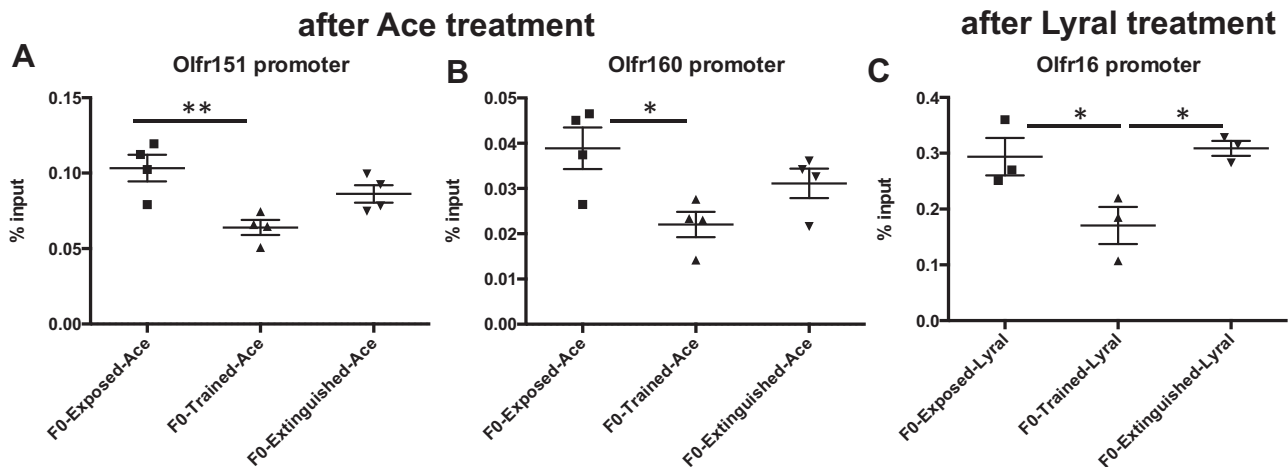 after Ace treatment
after Lyral treatment
A
Olfr151 promoter
**
% input
0.15
0.10
0.05
0.00
F0-Exposed-Ace
F0-Trained-Ace
F0-Extinguished-Ace
B
Olfr160 promoter
*
% input
0.05
0.04
0.03
0.02
0.01
0.00
F0-Exposed-Ace
F0-Trained-Ace
F0-Extinguished-Ace
C
Olfr16 promoter
*
*
% input
0.4
0.3
0.2
0.1
0.0
F0-Exposed-Lyral
F0-Trained-Lyral
F0-Extinguished-Lyral